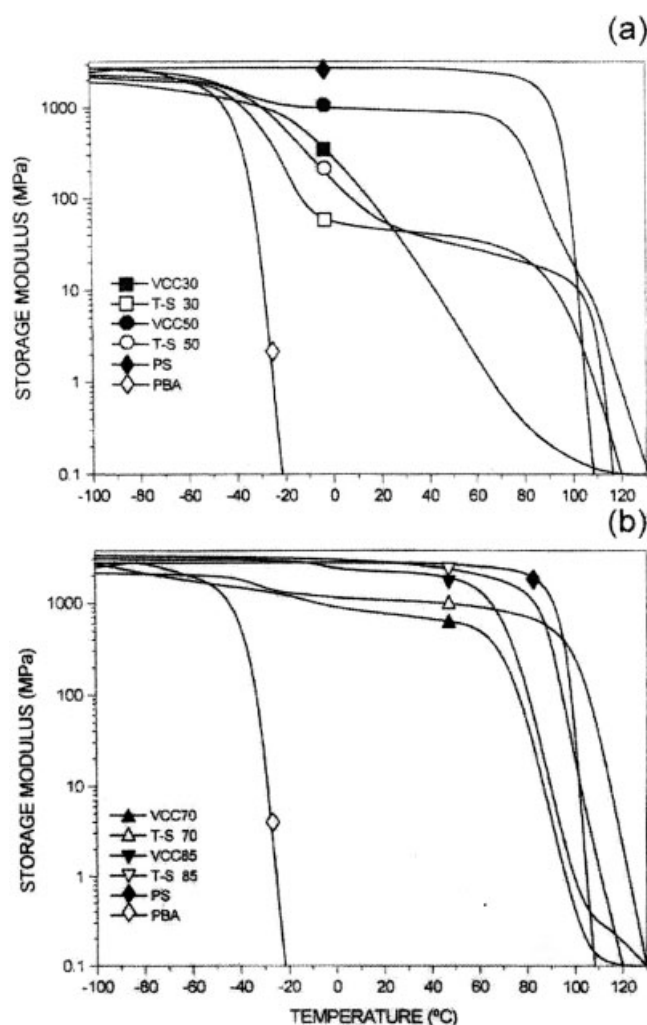 (a)
STORAGE MODULUS (MPa)
1000
100
10
1
0.1
VCC30
T-S 30
VCC50
T-S 50
PS
PBA
-100 -80 -60 -40 -20 0 20 40 60 80 100 120
(b)
STORAGE MODULUS (MPa)
1000
100
10
1
0.1
VCC70
T-S 70
VCC85
T-S 85
PS
PBA
-100 -80 -60 -40 -20 0 20 40 60 80 100 120
TEMPERATURE (ºC)